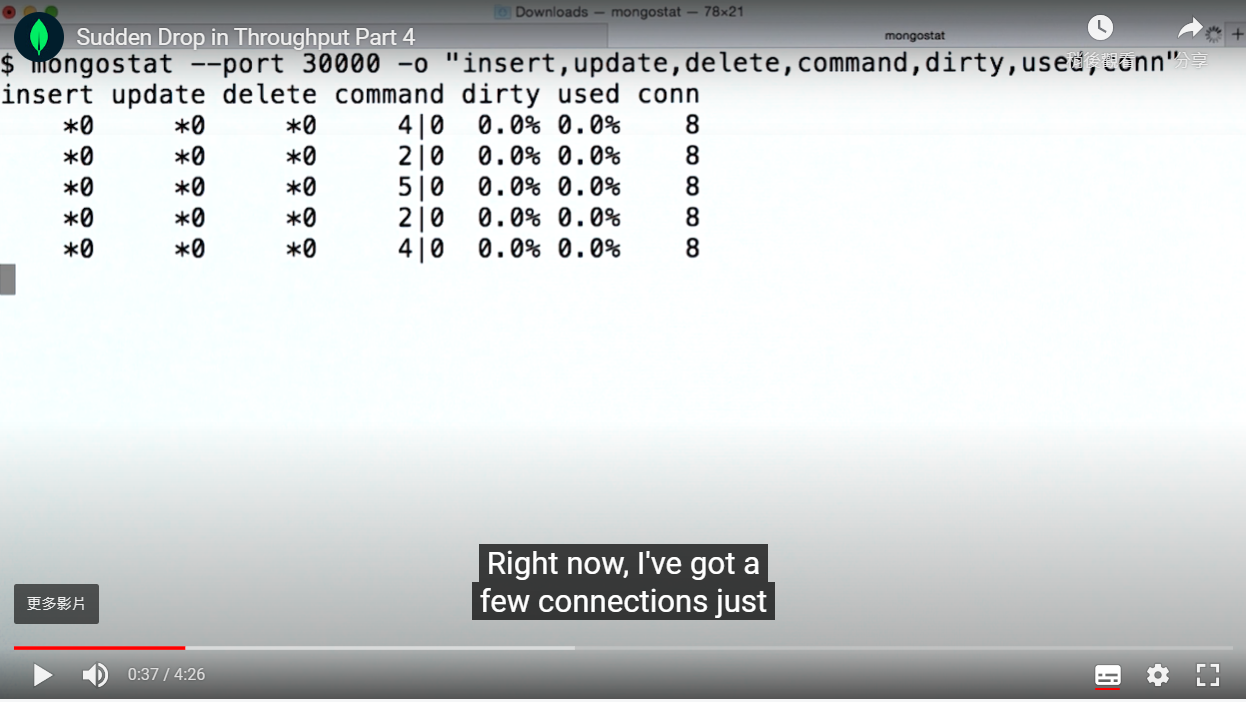 Downloads — mongostat — 78×21
Sudden Drop in Throughput Part 4
mongostat
稍後觀看
分享
$ mongostat --port 30000 -o "insert,update,delete,command,dirty,used,conn"
insert update delete command dirty used conn
*0 *0 *0 4|0 0.0% 0.0% 8
*0 *0 *0 2|0 0.0% 0.0% 8
*0 *0 *0 5|0 0.0% 0.0% 8
*0 *0 *0 2|0 0.0% 0.0% 8
*0 *0 *0 4|0 0.0% 0.0% 8
Right now, I've got a
few connections just
更多影片
0:37 / 4:26